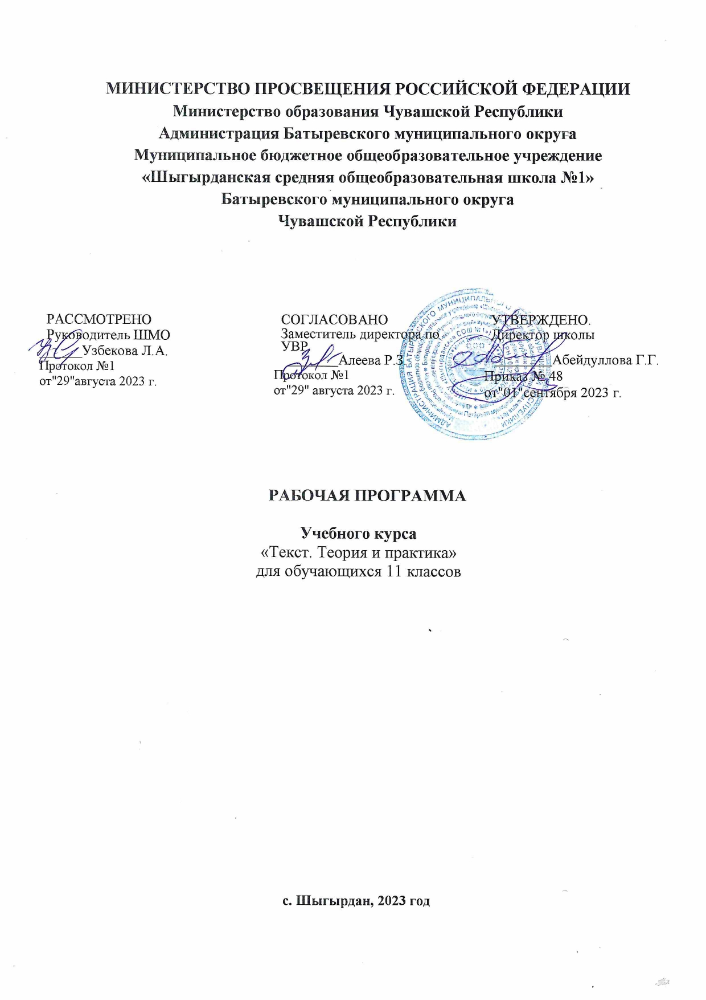 МИНИСТЕРСТВО ПРОСВЕЩЕНИЯ РОССИЙСКОЙ ФЕДЕРАЦИИ
Министерство образования Чувашской Республики
Администрация Батыревского муниципального округа
Муниципальное бюджетное общеобразовательное учреждение
«Шыгырданская средняя общеобразовательная школа №1»
Батыревского муниципального округа
Чувашской Республики
РАССМОТРЕНО
Руководитель ШМО
Узбекова Л.А.
Протокол №1
от"29"августа 2023 г.
СОГЛАСОВАНО
Заместитель директора по
УВР
Алеева Р.З
Протокол №1
от"29" августа 2023 г.
УТВЕРЖДЕНО.
Директор школы
Абейдуллова Г.Г.
Приказ № 48
от"01"сентября 2023 г.
РАБОЧАЯ ПРОГРАММА
Учебного курса
«Текст. Теория и практика»
для обучающихся 11 классов
с. Шыгырдан, 2023 год